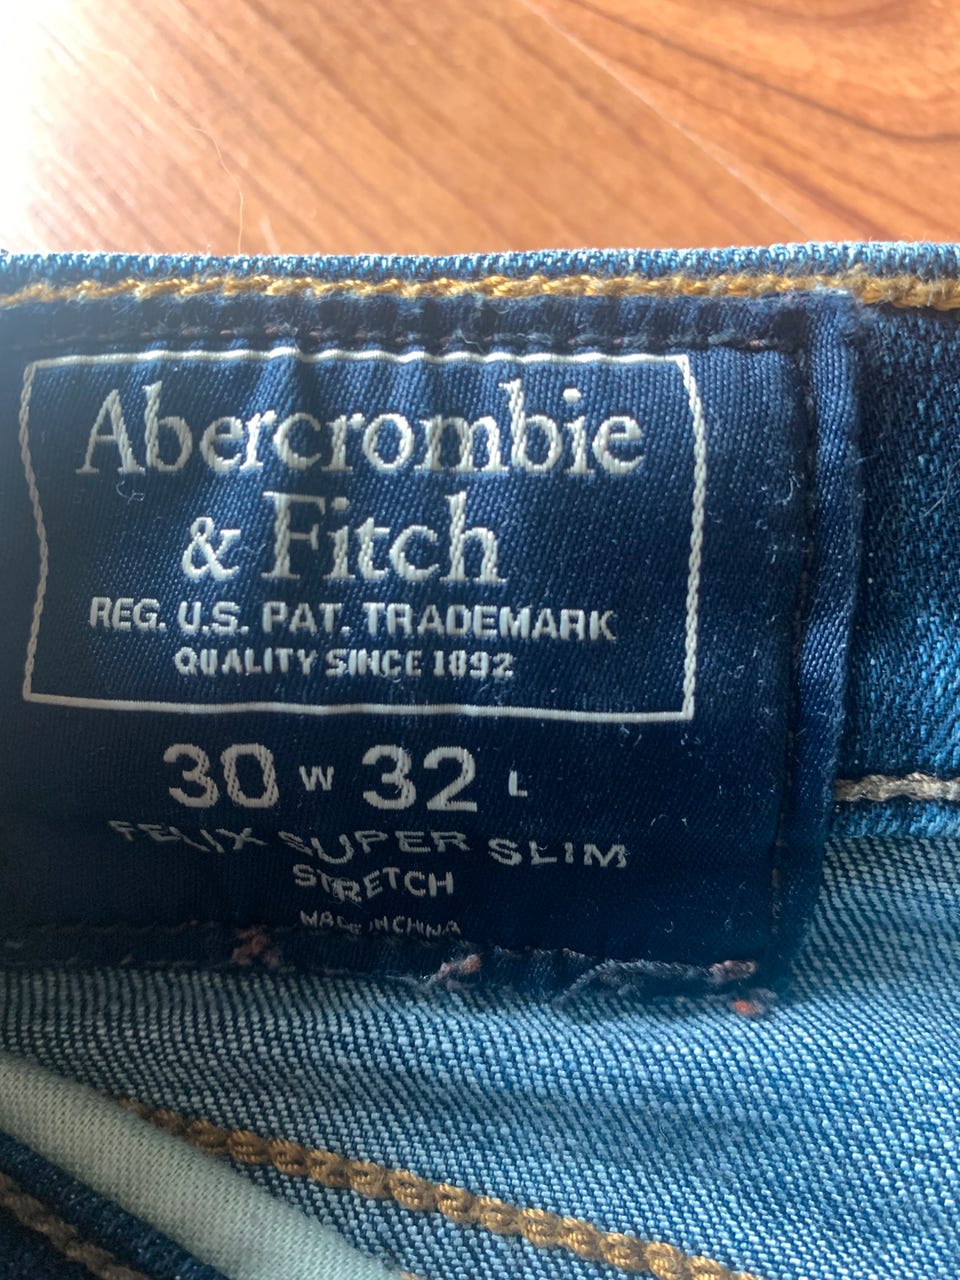 Abercrombie
& Fitch
REG. U.S. PAT. TRADEMARK
QUALITY SINCE 1892
30 W 32 L
FELIX SUPER SLIM
STRETCH
MADE IN CHINA